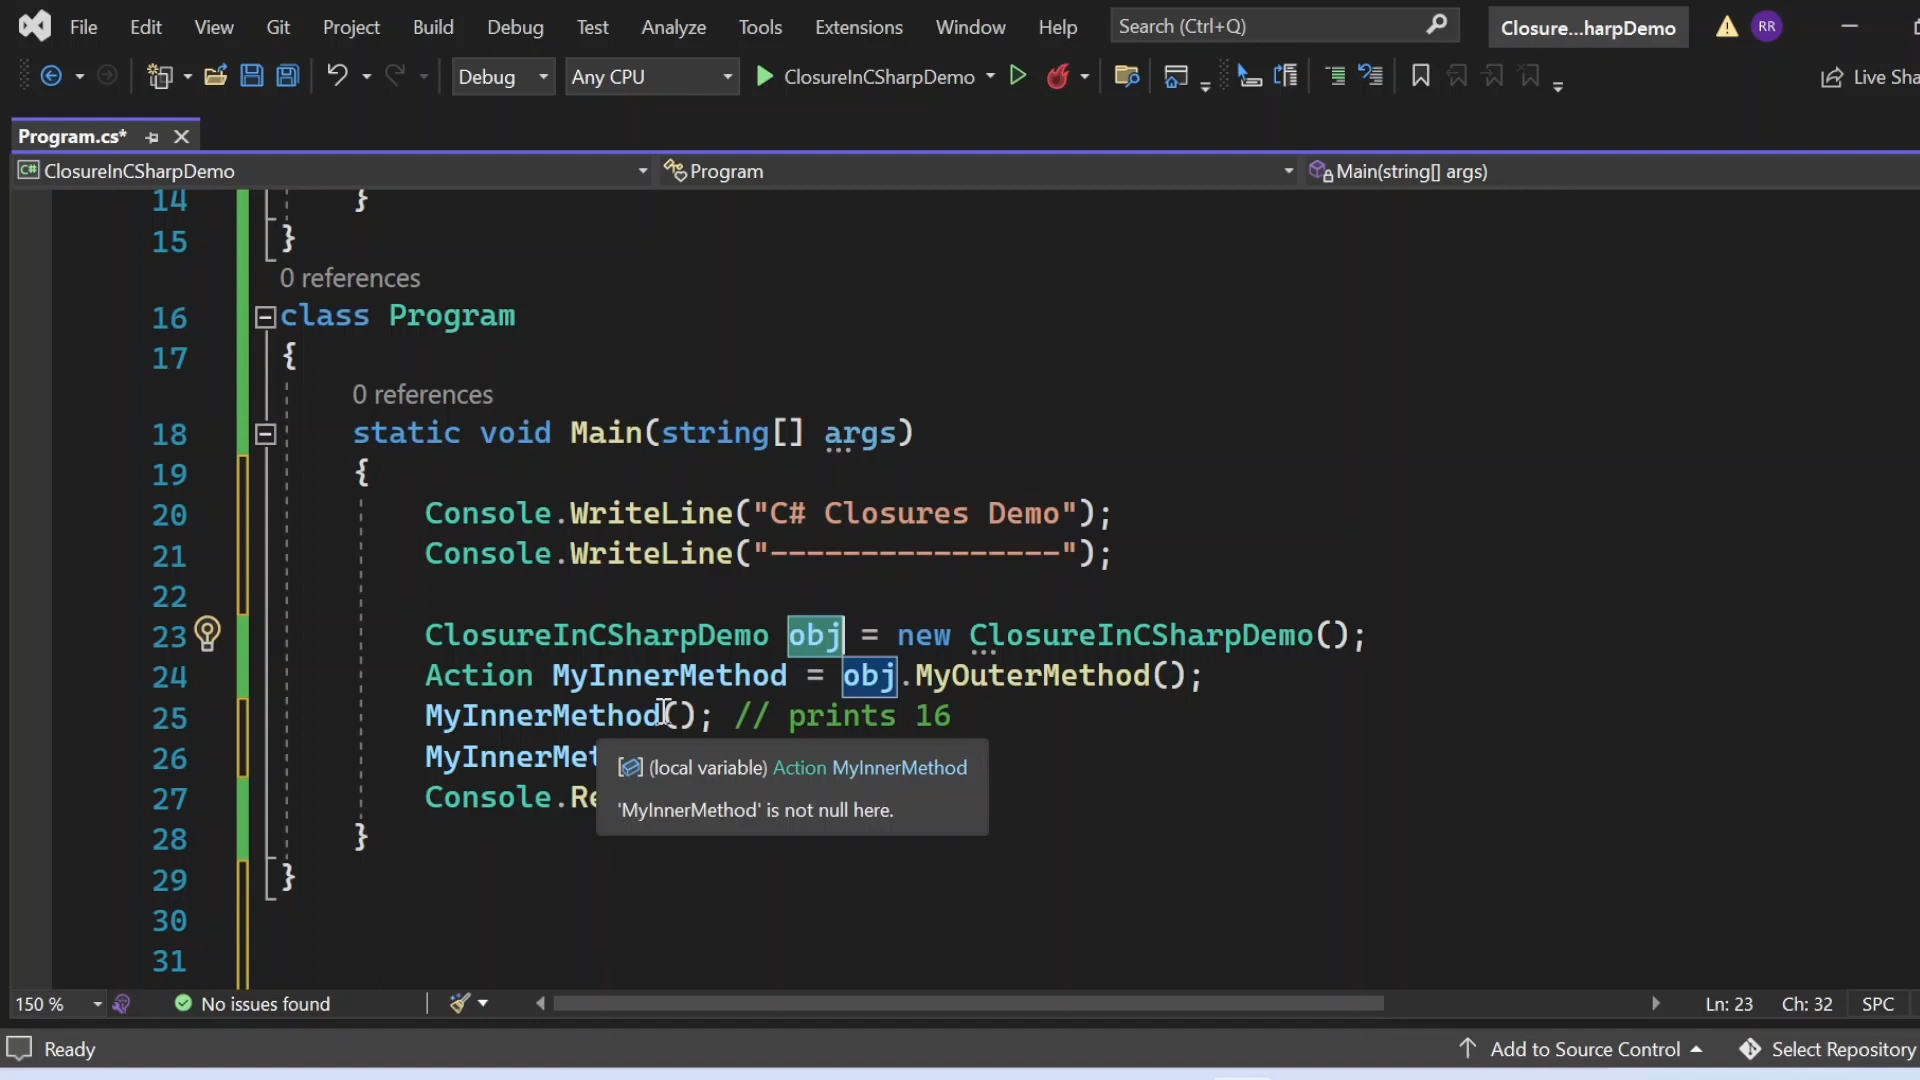 File Edit View Git Project Build Debug Test Analyze Tools Extensions Window Help Search (Ctrl+Q) Closure...harpDemo RR
Debug Any CPU ClosureInCSharpDemo Live Sha
Program.cs*
C# ClosureInCSharpDemo Program Main(string[] args)
14 }
15 }
0 references
16 class Program
17 {
0 references
18 static void Main(string[] args)
19 {
20 Console.WriteLine("C# Closures Demo");
21 Console.WriteLine("----------------");
22
23 ClosureInCSharpDemo obj = new ClosureInCSharpDemo();
24 Action MyInnerMethod = obj.MyOuterMethod();
25 MyInnerMethod(); // prints 16
26 MyInnerMet
(local variable) Action MyInnerMethod
27 Console.Re
'MyInnerMethod' is not null here.
28 }
29 }
30
31
150 % No issues found Ln: 23 Ch: 32 SPC
Ready Add to Source Control Select Repository